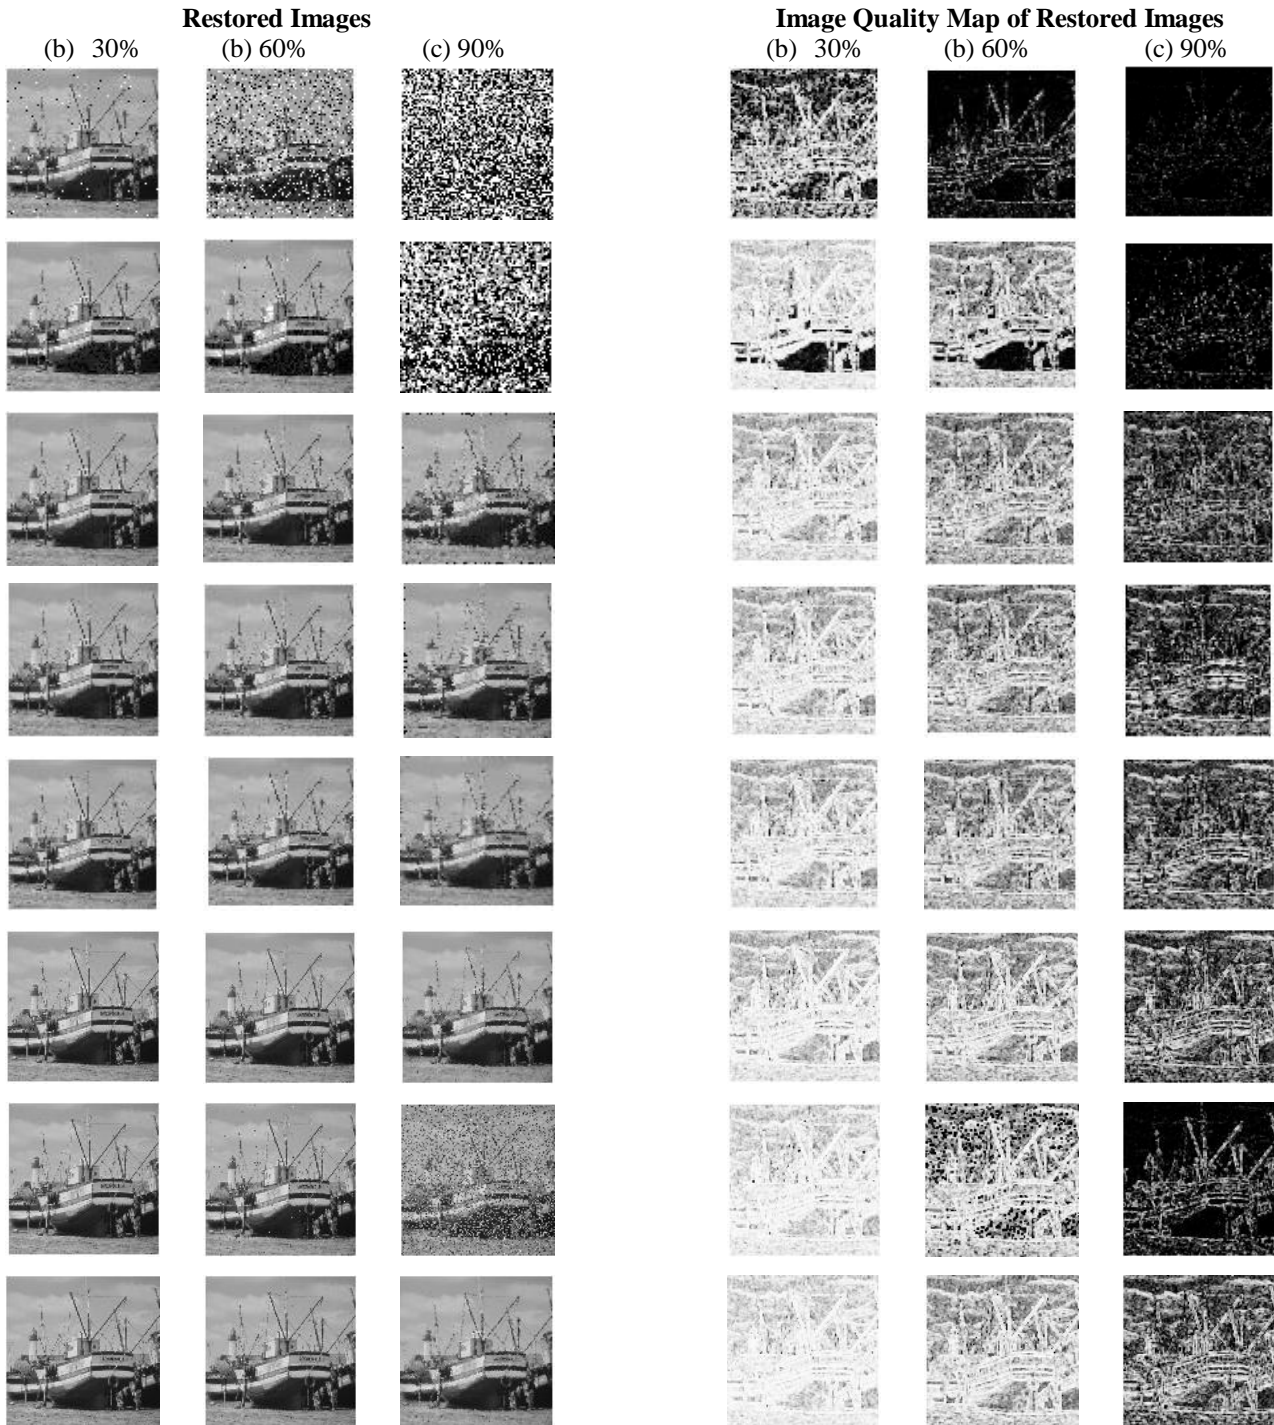 Restored Images
(b) 30% (b) 60% (c) 90%
Image Quality Map of Restored Images
(b) 30% (b) 60% (c) 90%